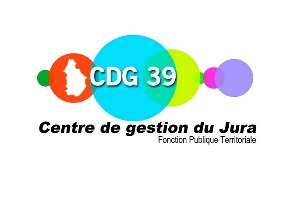 CDG 39
Centre de gestion du Jura
Fonction Publique Territoriale